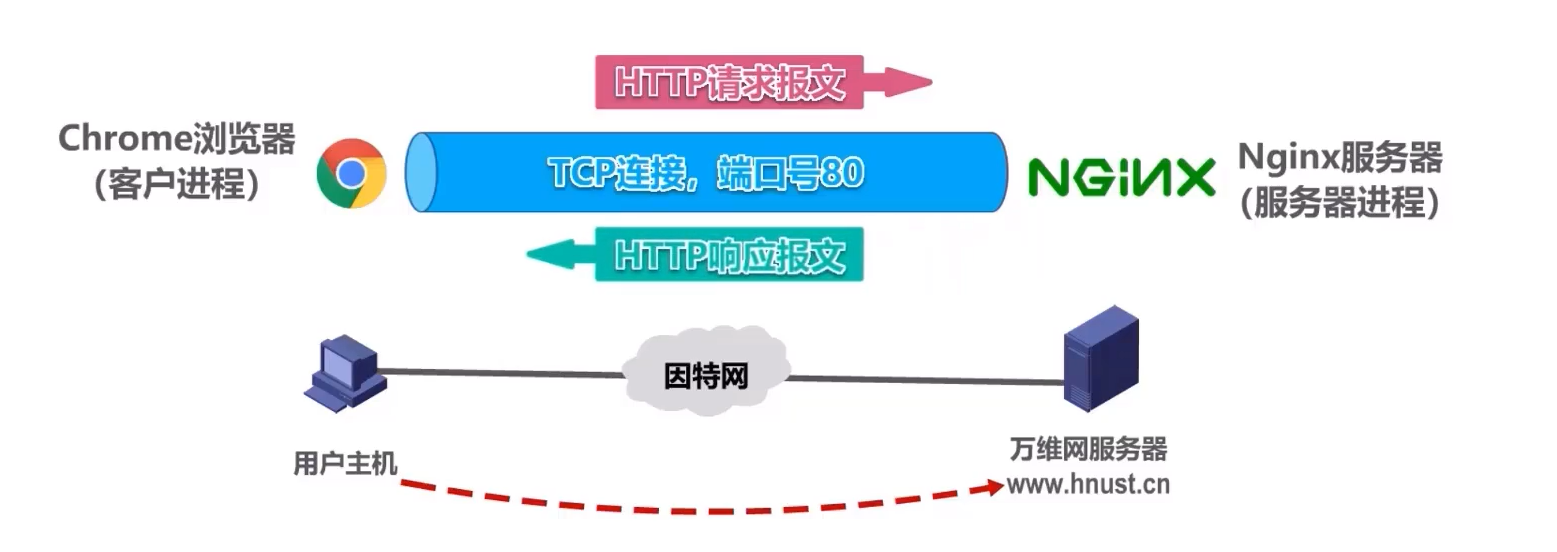 HTTP请求报文
Chrome浏览器
（客户进程）
TCP连接，端口号80
NGINX
Nginx服务器
（服务器进程）
HTTP响应报文
因特网
用户主机
万维网服务器
www.hnust.cn